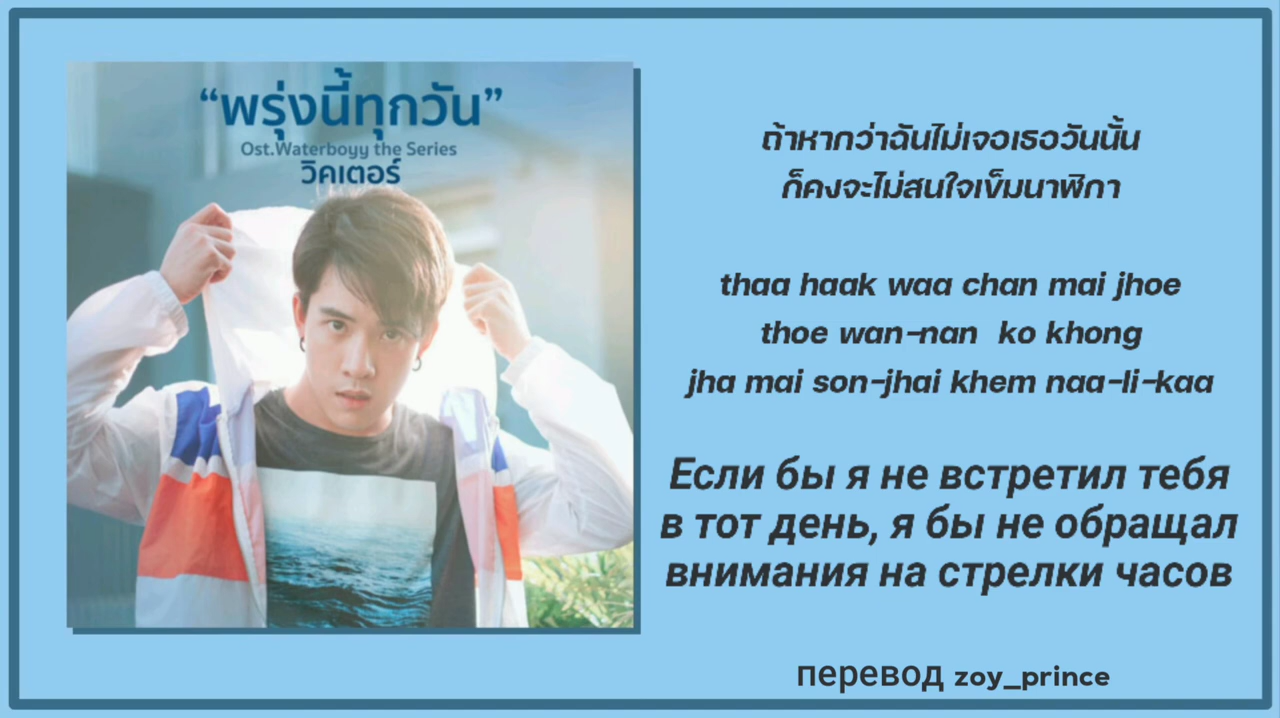 “พรุ่งนี้ทุกวัน”
Ost.Waterboyy the Series
วิคเตอร์
ถ้าหากว่าฉันไม่เจอเธอวันนั้น
ก็คงจะไม่สนใจเข็มนาฬิกา
thaa haak waa chan mai jhoe
thoe wan-nan ko khong
jha mai son-jhai khem naa-li-kaa
Если бы я не встретил тебя
в тот день, я бы не обращал
внимания на стрелки часов
перевод zoy_prince